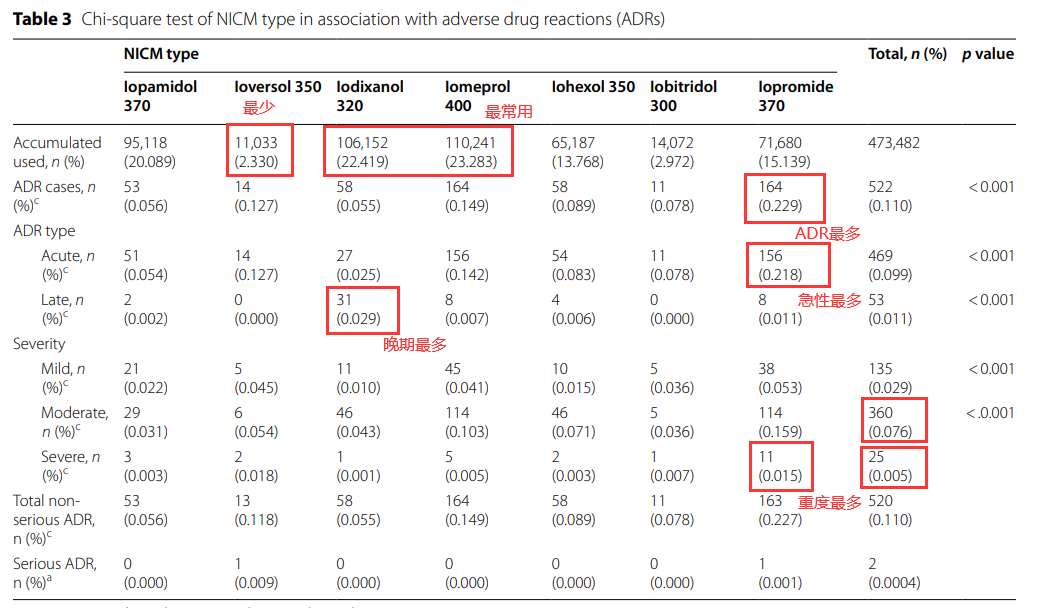 Table 3 Chi-square test of NICM type in association with adverse drug reactions (ADRs)
NICM type Total, n (%) p value
Iopamidol 370 Ioversol 350 Iodixanol 320 Iomeprol 400 Iohexol 350 Iobitridol 300 Iopromide 370
最少 最常用
Accumulated 95,118 11,033 106,152 110,241 65,187 14,072 71,680 473,482
used, n (%) (20.089) (2.330) (22.419) (23.283) (13.768) (2.972) (15.139)
ADR cases, n 53 14 58 164 58 11 164 522 <0.001
(%)c (0.056) (0.127) (0.055) (0.149) (0.089) (0.078) (0.229) (0.110)
ADR type ADR最多
Acute, n 51 14 27 156 54 11 156 469 <0.001
(%)c (0.054) (0.127) (0.025) (0.142) (0.083) (0.078) (0.218) (0.099)
Late, n 2 0 31 8 4 0 8 急性最多 53 <0.001
(%)c (0.002) (0.000) (0.029) (0.007) (0.006) (0.000) (0.011) (0.011)
Severity 晚期最多
Mild, n 21 5 11 45 10 5 38 135 <0.001
(%)c (0.022) (0.045) (0.010) (0.041) (0.015) (0.036) (0.053) (0.029)
Moderate, 29 6 46 114 46 5 114 360 <.001
n (%)c (0.031) (0.054) (0.043) (0.103) (0.071) (0.036) (0.159) (0.076)
Severe, n 3 2 1 5 2 1 11 25
(%)c (0.003) (0.018) (0.001) (0.005) (0.003) (0.007) (0.015) (0.005)
Total non- 53 13 58 164 58 11 163 重度最多 520
serious ADR, (0.056) (0.118) (0.055) (0.149) (0.089) (0.078) (0.227) (0.110)
n (%)c
Serious ADR, 0 1 0 0 0 0 1 2
n (%)a (0.000) (0.009) (0.000) (0.000) (0.000) (0.000) (0.001) (0.0004)